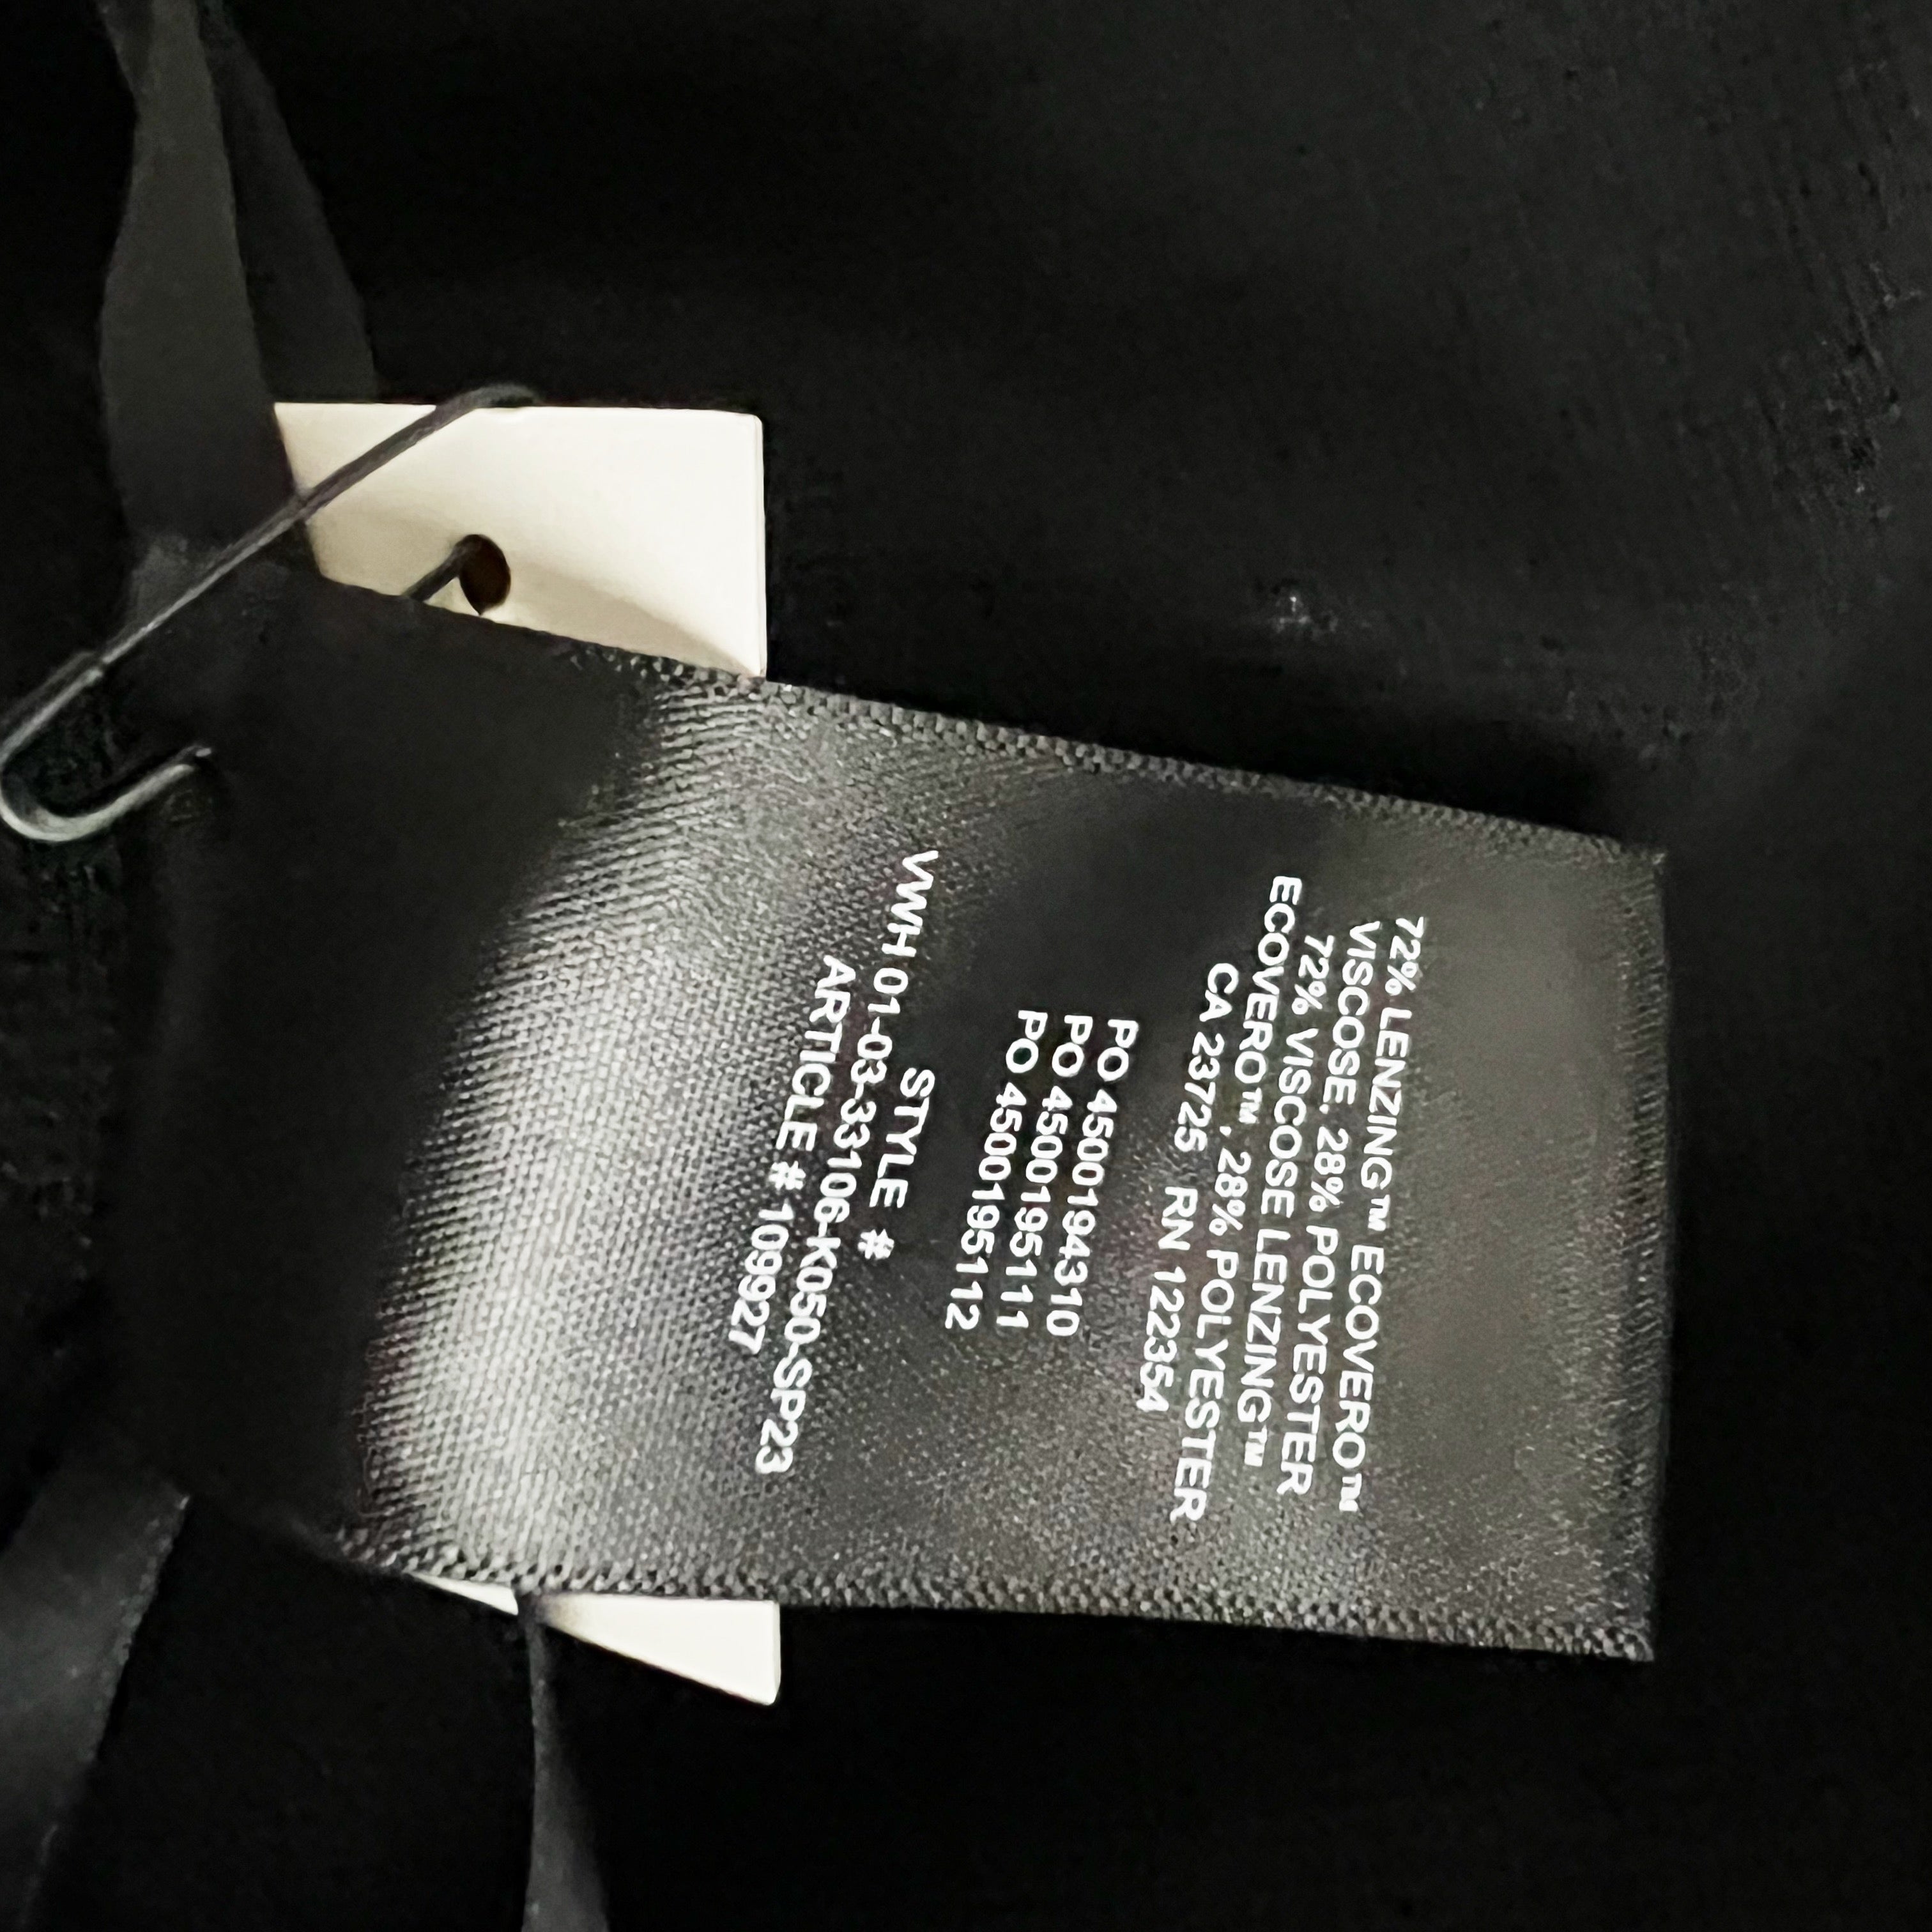 72% LENZING™ ECOVERO™
VISCOSE, 28% POLYESTER
72% VISCOSE LENZING™
ECOVERO™, 28% POLYESTER
CA 23725 RN 122354
PO 4500194310
PO 4500195111
PO 4500195112
STYLE #
VWH 01-03-33106-K050-SP23
ARTICLE # 109927